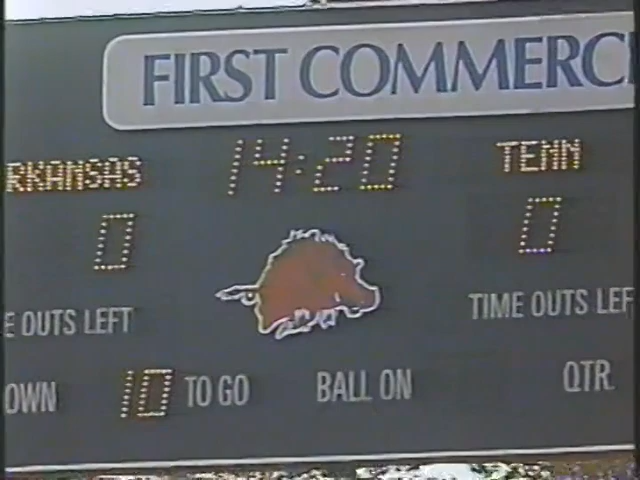 FIRST COMMERC
RKANSAS 14:20 TENN
0 0
E OUTS LEFT TIME OUTS LEF
OWN 10 TO GO BALL ON QTR.